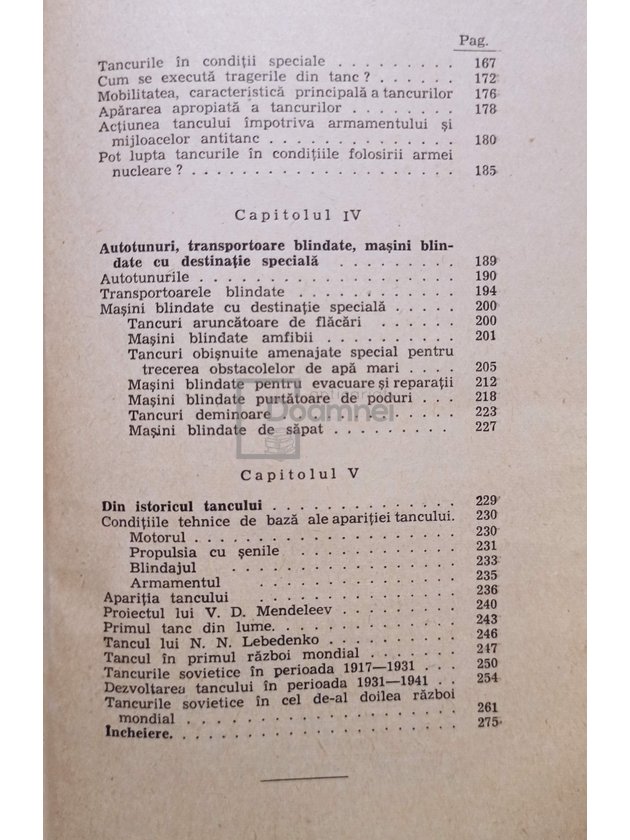 Pag.
Tancurile în condiții speciale . . . . . . . . . 167
Cum se execută tragerile din tanc ? . . . . . . 172
Mobilitatea, caracteristică principală a tancurilor 176
Apărarea apropiată a tancurilor . . . . . . . . 178
Acțiunea tancului împotriva armamentului și
mijloacelor antitanc . . . . . . . . . . . . . 180
Pot lupta tancurile în condițiile folosirii armei
nucleare ? . . . . . . . . . . . . . . . . . . 185
Capitolul IV
Autotunuri, transportoare blindate, mașini blin-
date cu destinație specială . . . . . . . . . 189
Autotunurile . . . . . . . . . . . . . . . . . 190
Transportoarele blindate . . . . . . . . . . . 194
Mașini blindate cu destinație specială . . . . . 200
Tancuri aruncătoare de flăcări . . . . . 200
Mașini blindate amfibii . . . . . . . . . 201
Tancuri obișnuite amenajate special pentru
trecerea obstacolelor de apă mari . . . . 205
Mașini blindate pentru evacuare și reparații 212
Mașini blindate purtătoare de poduri . . . 218
Tancuri deminoare . . . . . . . . . . . 223
Mașini blindate de săpat . . . . . . . . . 227
Doamnei
Capitolul V
Din istoricul tancului . . . . . . . . . . . . . 229
Condițiile tehnice de bază ale apariției tancului. 230
Motorul . . . . . . . . . . . . . . . . 230
Propulsia cu șenile . . . . . . . . . . . 231
Blindajul . . . . . . . . . . . . . . . 233
Armamentul . . . . . . . . . . . . . 235
Apariția tancului . . . . . . . . . . . . . 236
Proiectul lui V. D. Mendeleev . . . . . . . . 240
Primul tanc din lume. . . . . . . . . . . . . 243
Tancul lui N. N. Lebedenko . . . . . . . . . 246
Tancul în primul război mondial . . . . . . . 247
Tancurile sovietice în perioada 1917—1931 . . . 250
Dezvoltarea tancului în perioada 1931—1941 . . 254
Tancurile sovietice în cel de-al doilea război
mondial . . . . . . . . . . . . . . . . . 261
Încheiere. . . . . . . . . . . . . . . . . . 275